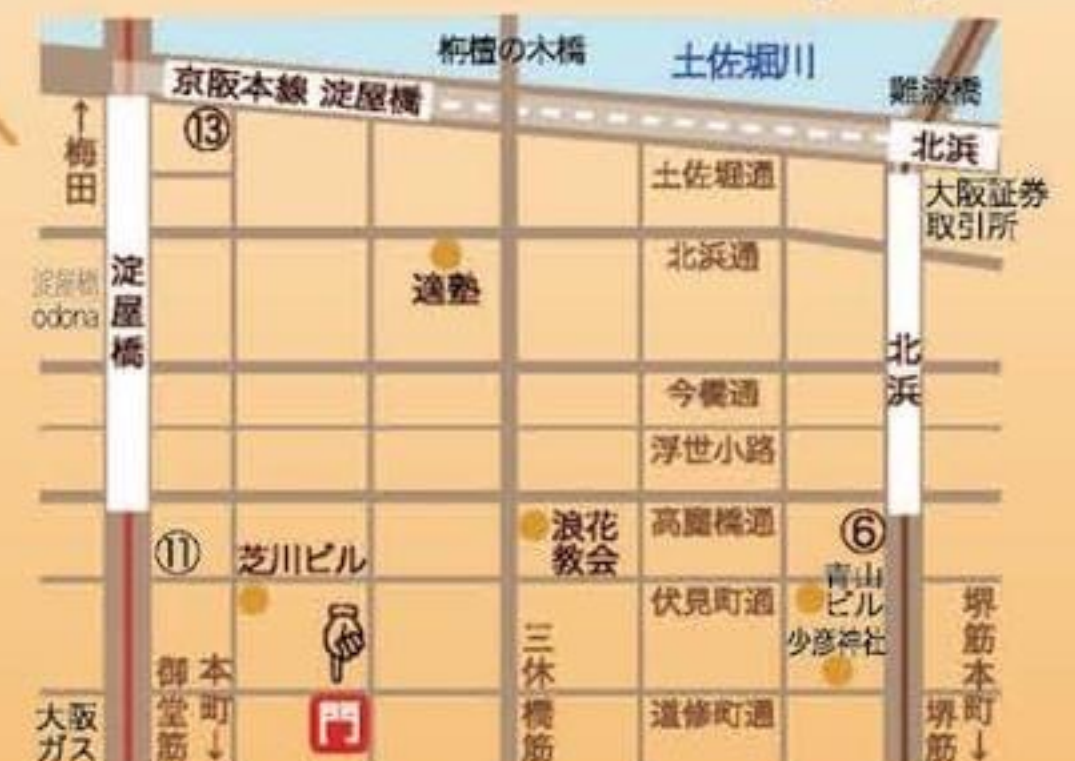 栴檀の木橋
土佐堀川
難波橋
京阪本線 淀屋橋
北浜
⑬
↑梅田
土佐堀通
大阪証券
取引所
北浜通
淀屋橋
odona
淀屋橋
適塾
北浜
今橋通
浮世小路
浪花
教会
高麗橋通
⑥
⑪
芝川ビル
青山
ビル
伏見町通
少彦神社
堺筋本町↓
三休橋筋
御堂筋
本町↓
門
道修町通
堺筋
大阪
ガス